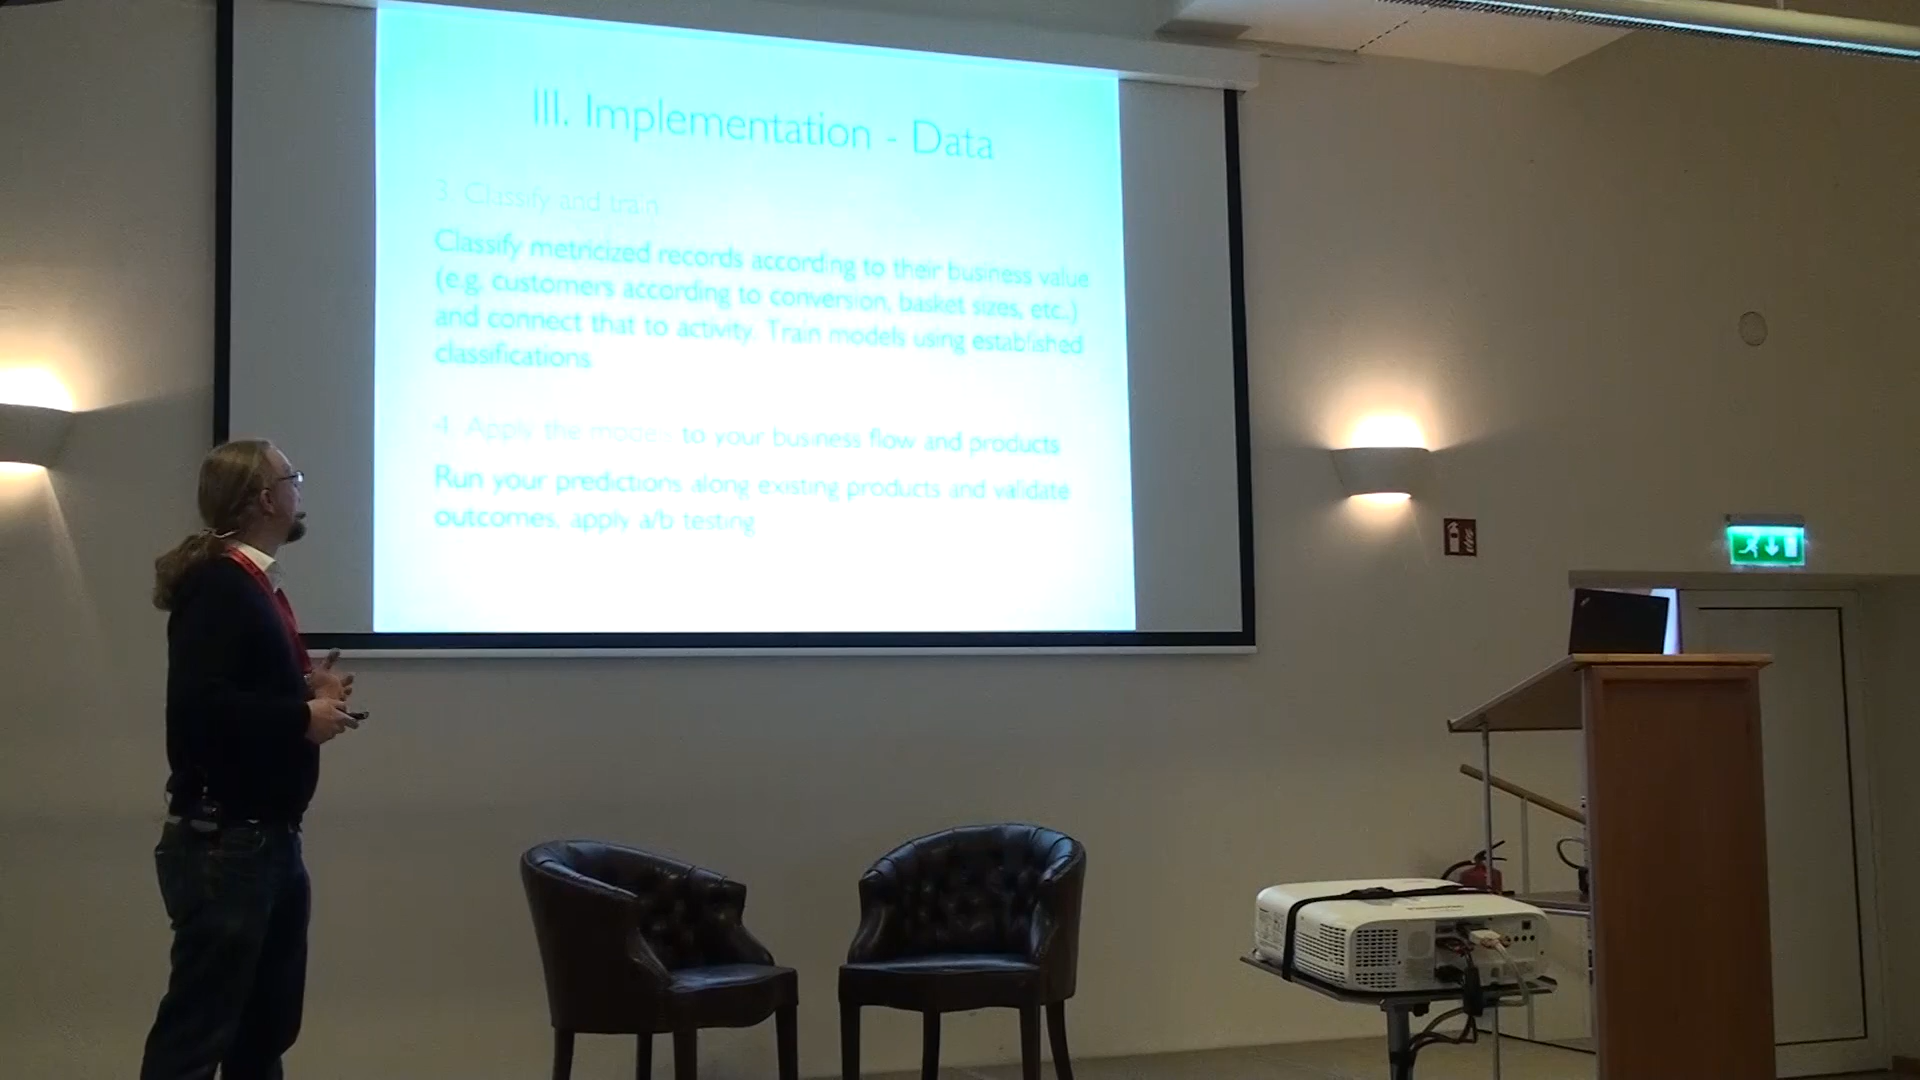 III. Implementation - Data
3. Classify and train
Classify metricized records according to their business value
(e.g. customers according to conversion, basket sizes, etc..)
and connect that to activity. Train models using established
classifications.
4. Apply the models to your business flow and products
Run your predictions along existing products and validate
outcomes, apply a/b testing